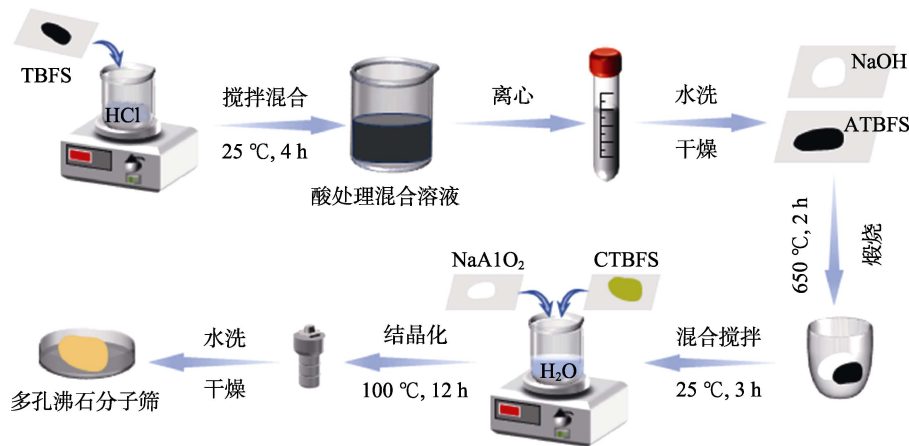 TBFS
HCl
搅拌混合
25 ℃, 4 h
酸处理混合溶液
离心
水洗
干燥
NaOH
ATBFS
650 ℃, 2 h
煅烧
混合搅拌
25 ℃, 3 h
NaA1O₂
CTBFS
H₂O
结晶化
100 ℃, 12 h
水洗
干燥
多孔沸石分子筛